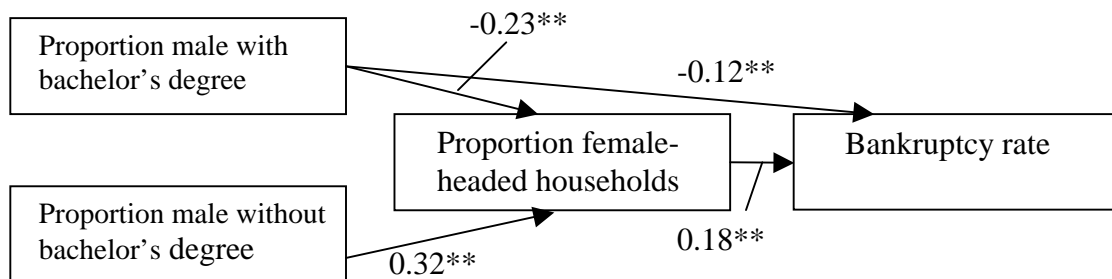 -0.23**
Proportion male with
bachelor's degree
-0.12**
Proportion female-
headed households
Bankruptcy rate
Proportion male without
bachelor's degree
0.18**
0.32**